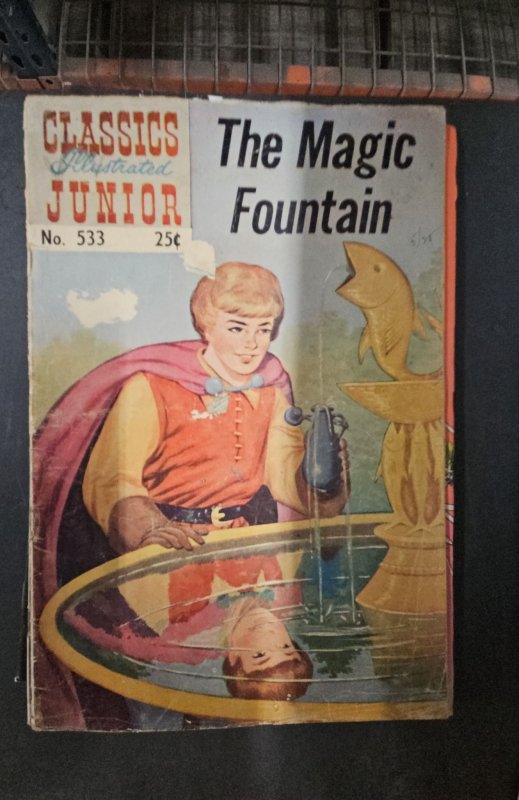 CLASSICS
Illustrated
JUNIOR
No. 533 25¢
The Magic
Fountain